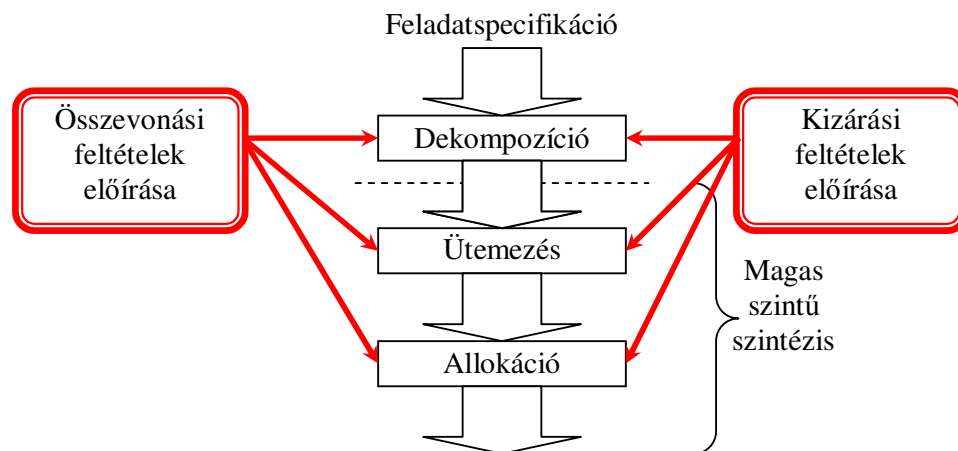 Feladatspecifikáció
Összevonási
feltételek
előírása
Dekompozíció
Kizárási
feltételek
előírása
Ütemezés
Magas
szintű
szintézis
Allokáció